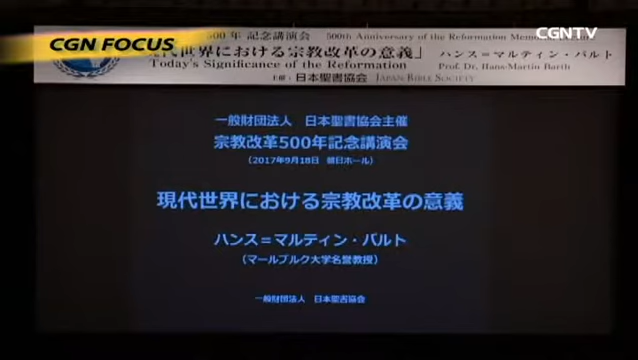 CGN FOCUS
CGNTV
500年 記念講演会 500th Anniversary of the Reformation Memorial
現代世界における宗教改革の意義」 ハンス＝マルティン・バルト
Today's Significance of the Reformation Prof. Dr. Hans-Martin Barth
主催：日本聖書協会 JAPAN BIBLE SOCIETY
一般財団法人 日本聖書協会主催
宗教改革500年記念講演会
（2017年9月18日 朝日ホール）
現代世界における宗教改革の意義
ハンス＝マルティン・バルト
（マールブルク大学名誉教授）
一般財団法人 日本聖書協会